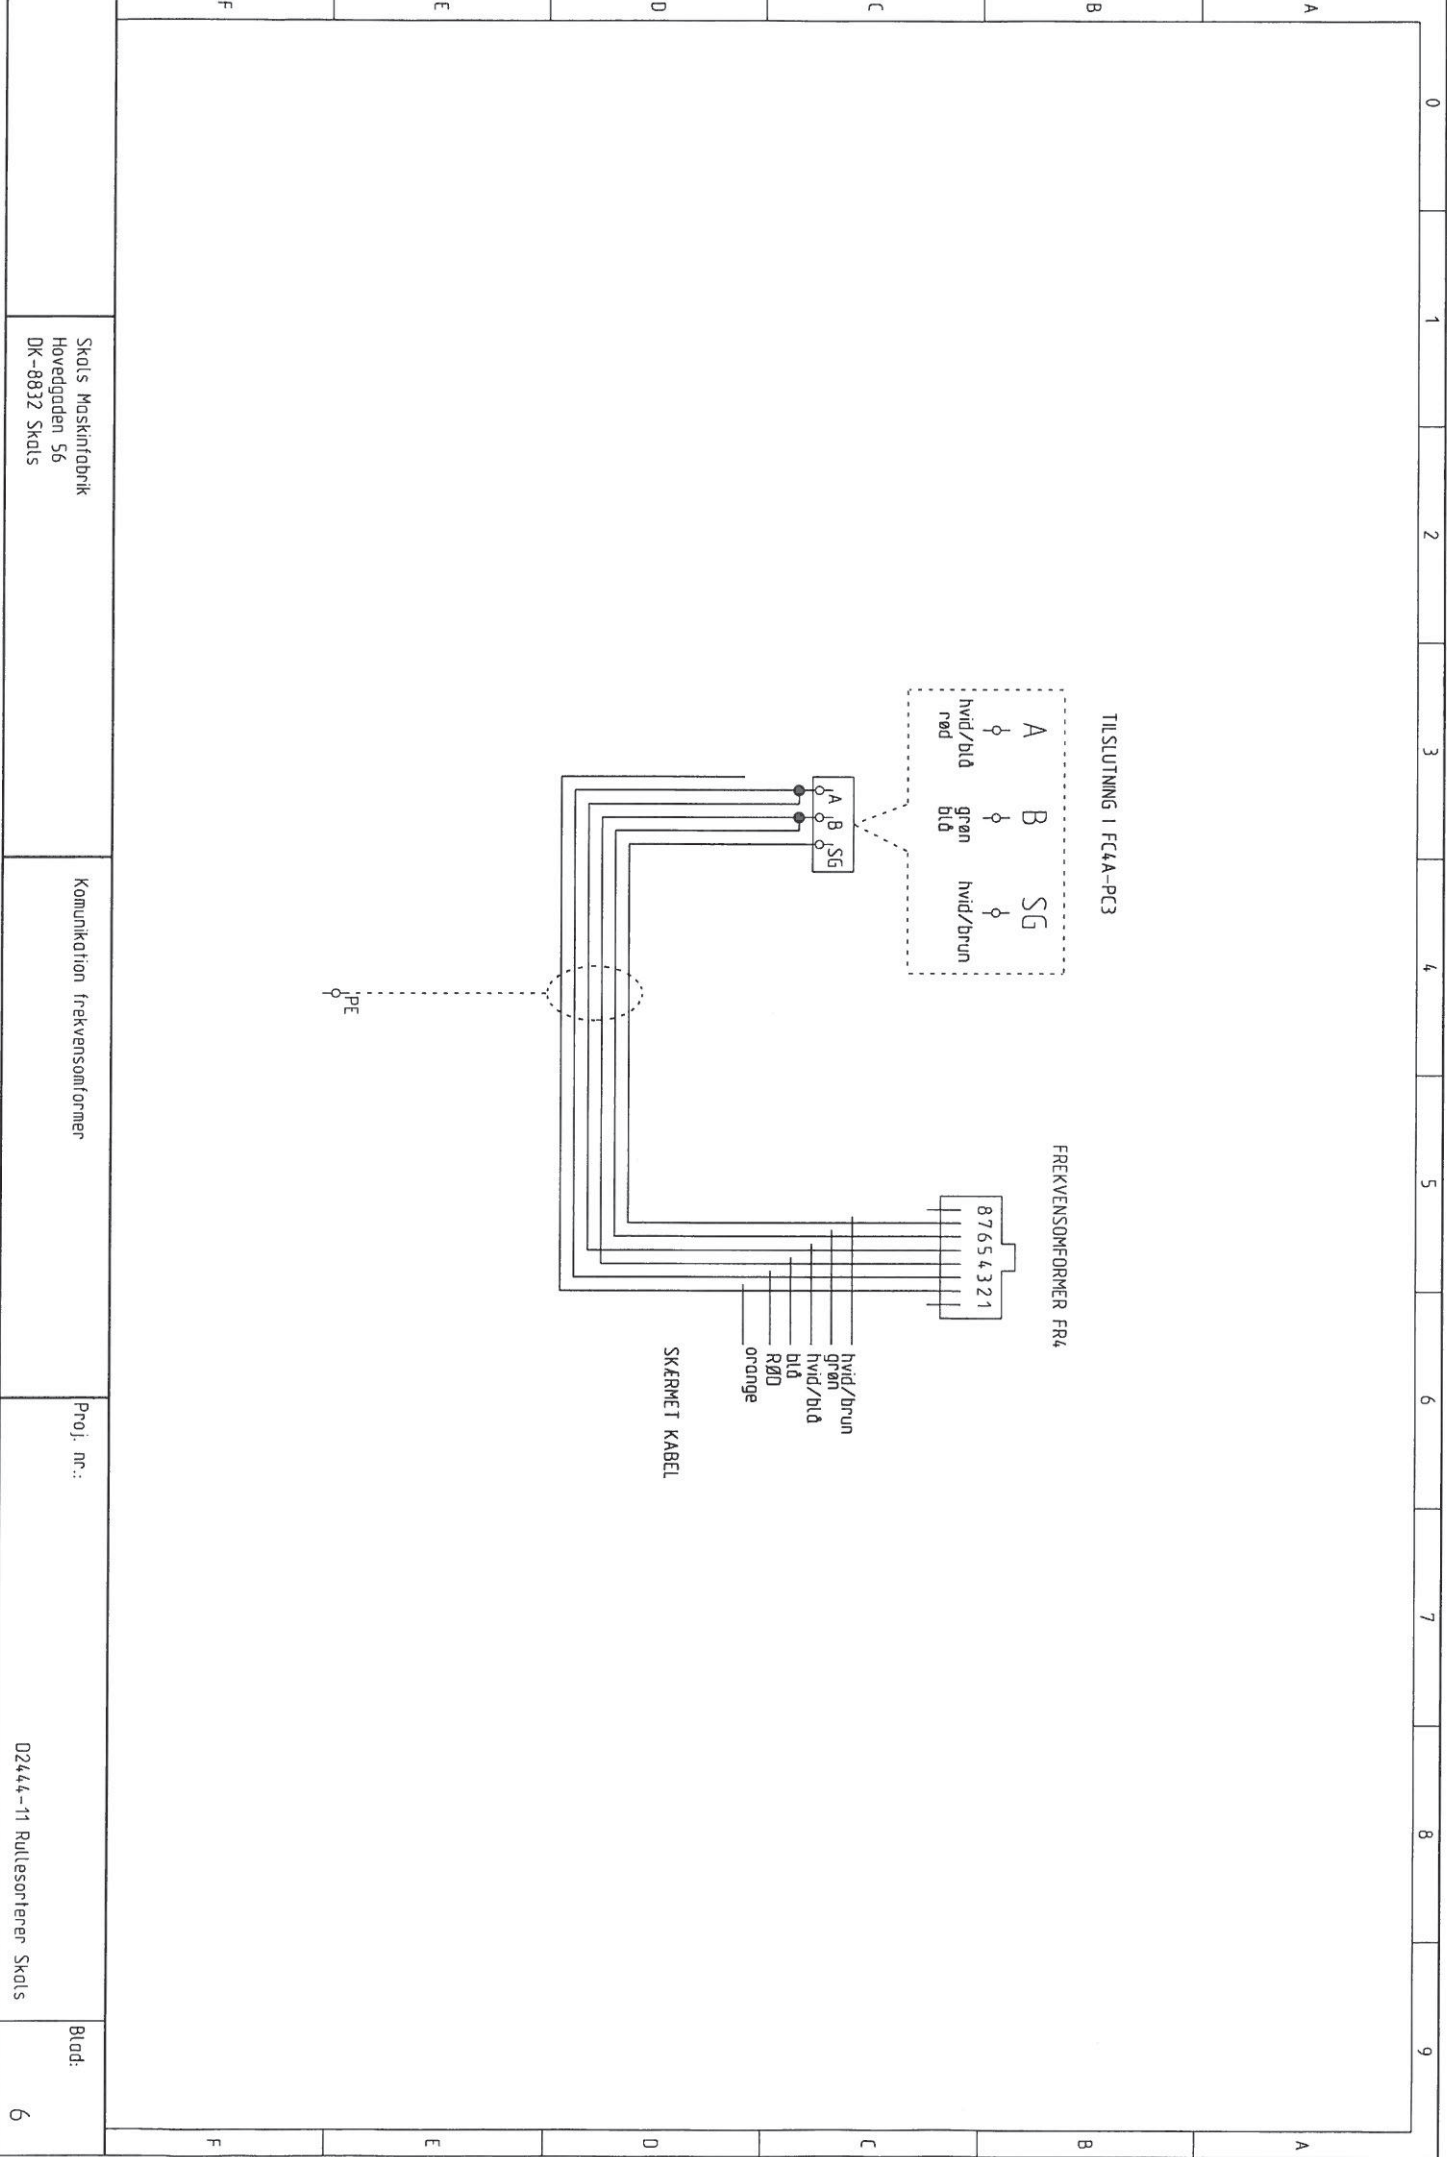 0 1 2 3 4 5 6 7 8 9
A
A
B
B
C
C
D
D
E
E
F
F
TILSLUTNING I FC4A-PC3
A B SG
hvid/blå grøn hvid/brun
rød blå
A B SG
FREKVENSOMFORMER FR4
8 7 6 5 4 3 2 1
hvid/brun
grøn
hvid/blå
blå
RØD
orange
SKÆRMET KABEL
PE
Skals Maskinfabrik
Hovedgaden 56
DK-8832 Skals
Komunikation frekvensomformer
Proj. nr.:
D2444-11 Rullesorterer Skals
Blad:
6